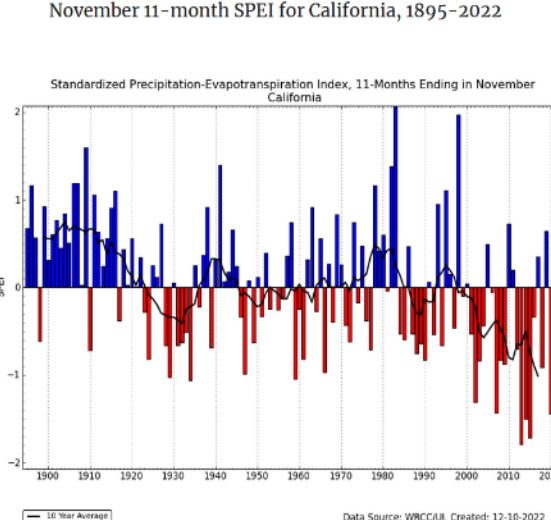 November 11-month SPEI for California, 1895-2022
Standardized Precipitation-Evapotranspiration Index, 11-Months Ending in November
California
2
1
0
−1
−2
SPEI
1900 1910 1920 1930 1940 1950 1960 1970 1980 1990 2000 2010 20
10 Year Average
Data Source: WRCC/UI, Created: 12-10-2022